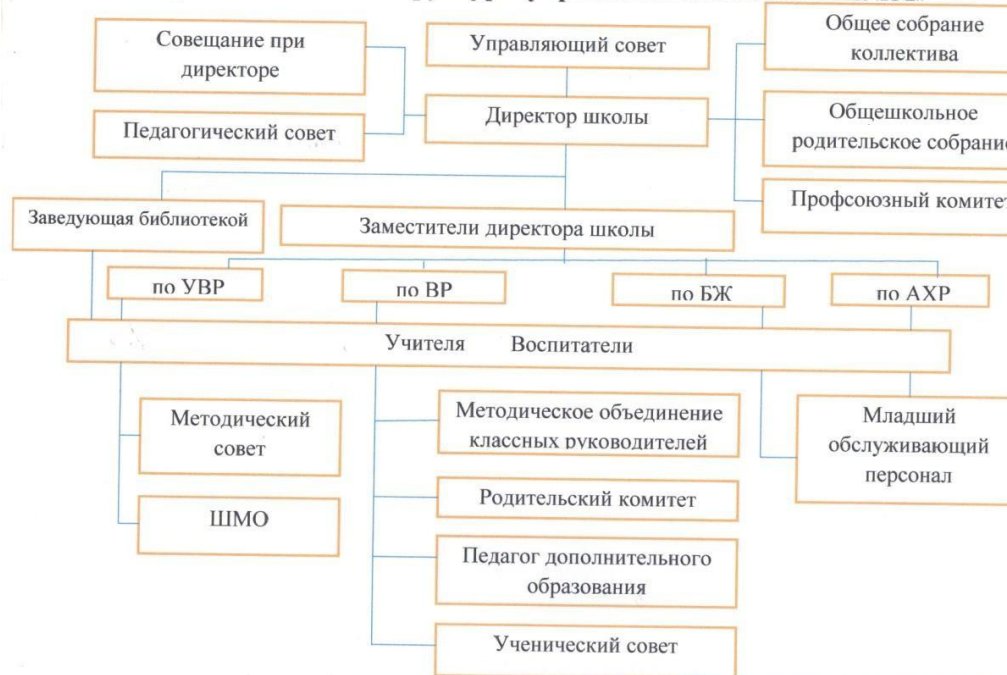 Совещание при
директоре
Управляющий совет
Общее собрание
коллектива
Педагогический совет
Директор школы
Общешкольное
родительское собрание
Профсоюзный комитет
Заведующая библиотекой
Заместители директора школы
по УВР
по ВР
по БЖ
по АХР
Учителя Воспитатели
Методический
совет
ШМО
Методическое объединение
классных руководителей
Родительский комитет
Педагог дополнительного
образования
Ученический совет
Младший
обслуживающий
персонал